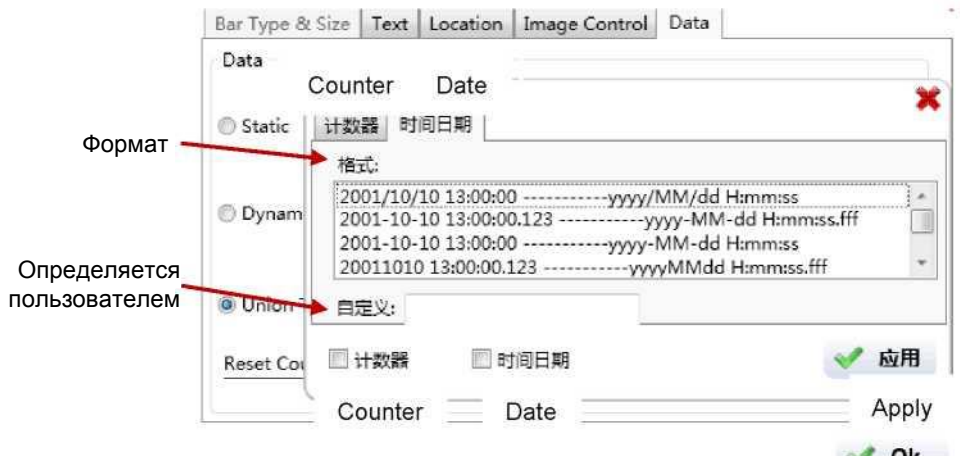 Bar Type & Size Text Location Image Control Data
Data
Counter Date
Static 计数器 时间日期
Формат
格式:
2001/10/10 13:00:00 -----------yyyy/MM/dd H:mm:ss
Dynam 2001-10-10 13:00:00.123 -----------yyyy-MM-dd H:mm:ss.fff
2001-10-10 13:00:00 -----------yyyy-MM-dd H:mm:ss
20011010 13:00:00.123 -----------yyyyMMdd H:mm:ss.fff
Определяется
пользователем
Union 自定义:
Reset Cou 计数器 时间日期 应用
Counter Date Apply
Ok